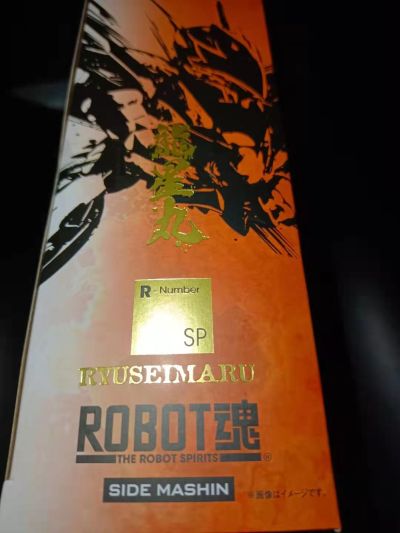 龍星丸
R - Number
SP
RYUSEIMARU
ROBOT魂
THE ROBOT SPIRITS ®
SIDE MASHIN
※画像はイメージです。